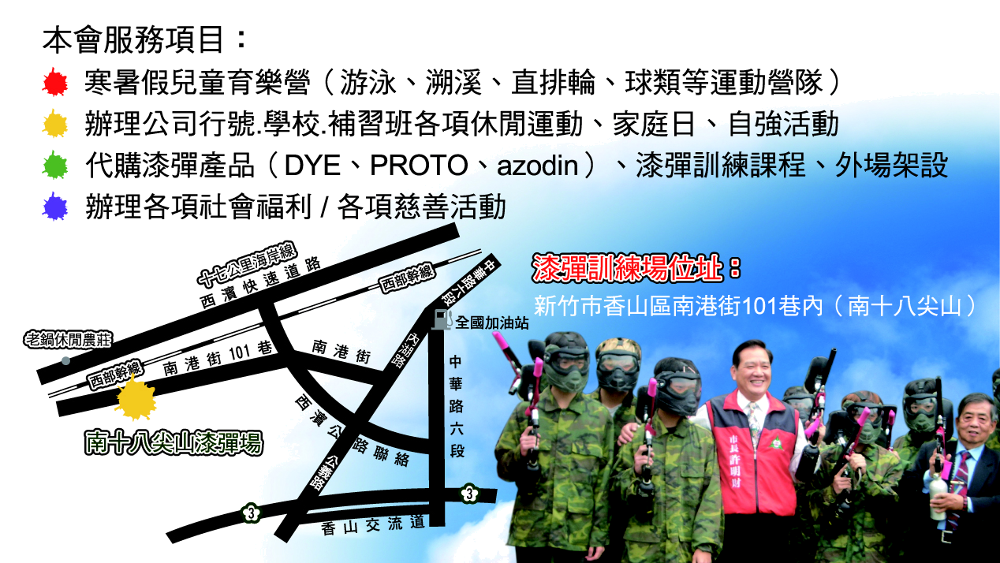 本會服務項目：
寒暑假兒童育樂營（游泳、溯溪、直排輪、球類等運動營隊）
辦理公司行號.學校.補習班各項休閒運動、家庭日、自強活動
代購漆彈產品（DYE、PROTO、azodin）、漆彈訓練課程、外場架設
辦理各項社會福利 / 各項慈善活動
十七公里海岸線
西濱快速道路
西部幹線
中華路六段
全國加油站
老鍋休閒農莊
西部幹線
南港街101巷
南港街
內湖路
中華路六段
西濱公路聯絡
南十八尖山漆彈場
公義路
3
3
香山交流道
漆彈訓練場位址：
新竹市香山區南港街101巷內（南十八尖山）
市長 許明財